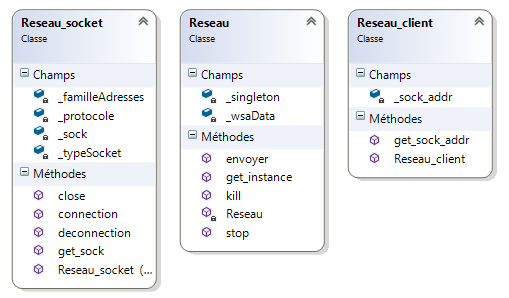 Reseau_socket
Classe
Champs
_familleAdresses
_protocole
_sock
_typeSocket
Méthodes
close
connection
deconnection
get_sock
Reseau_socket (...
Reseau
Classe
Champs
_singleton
_wsaData
Méthodes
envoyer
get_instance
kill
Reseau
stop
Reseau_client
Classe
Champs
_sock_addr
Méthodes
get_sock_addr
Reseau_client